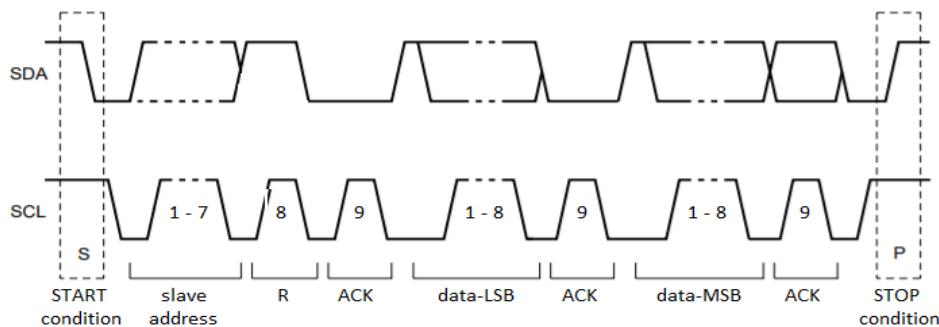 SDA
SCL
1 - 7
8
9
1 - 8
9
1 - 8
9
S
P
START
condition
slave
address
R
ACK
data-LSB
ACK
data-MSB
ACK
STOP
condition